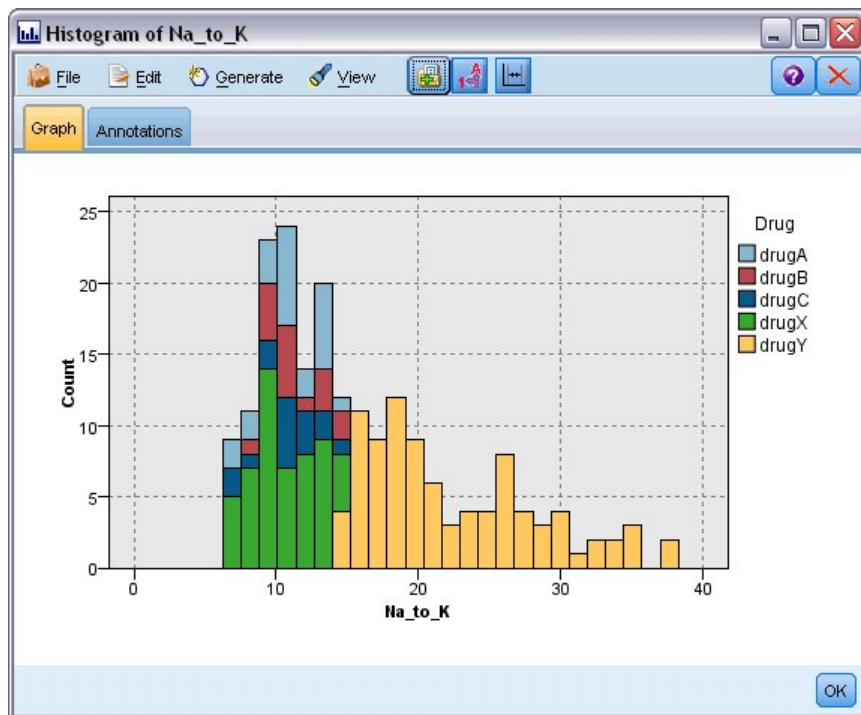 Histogram of Na_to_K
File Edit Generate View
Graph Annotations
25
20
15
10
5
0
Count
0 10 20 30 40
Na_to_K
Drug
drugA
drugB
drugC
drugX
drugY
OK